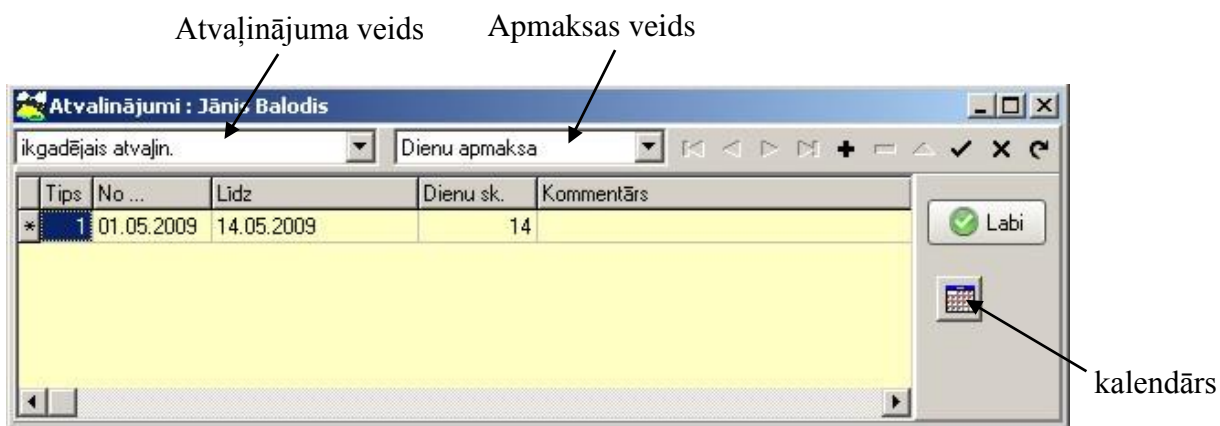 Atvaļinājuma veids Apmaksas veids
Atvalinājumi : Jānis Balodis
ikgadējais atvaļin. Dienu apmaksa
Tips No ... Līdz Dienu sk. Kommentārs
* 1 01.05.2009 14.05.2009 14
Labi
kalendārs